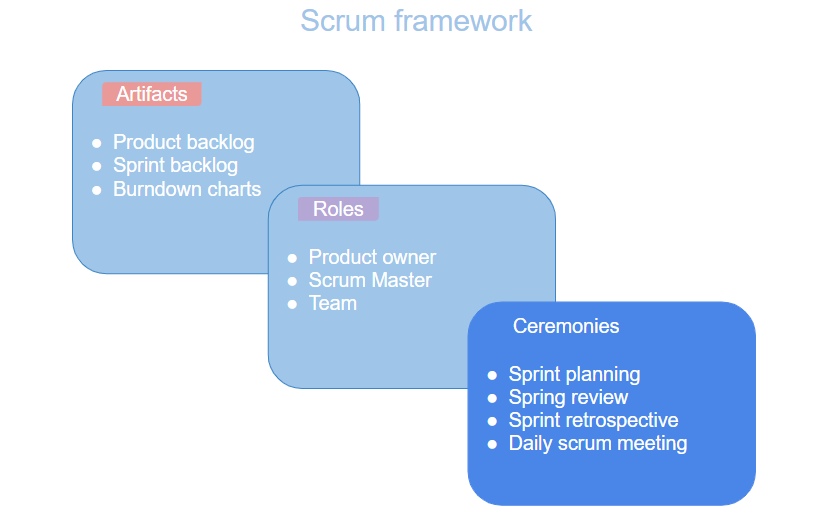 Scrum framework
Artifacts
● Product backlog
● Sprint backlog
● Burndown charts
Roles
● Product owner
● Scrum Master
● Team
Ceremonies
● Sprint planning
● Spring review
● Sprint retrospective
● Daily scrum meeting